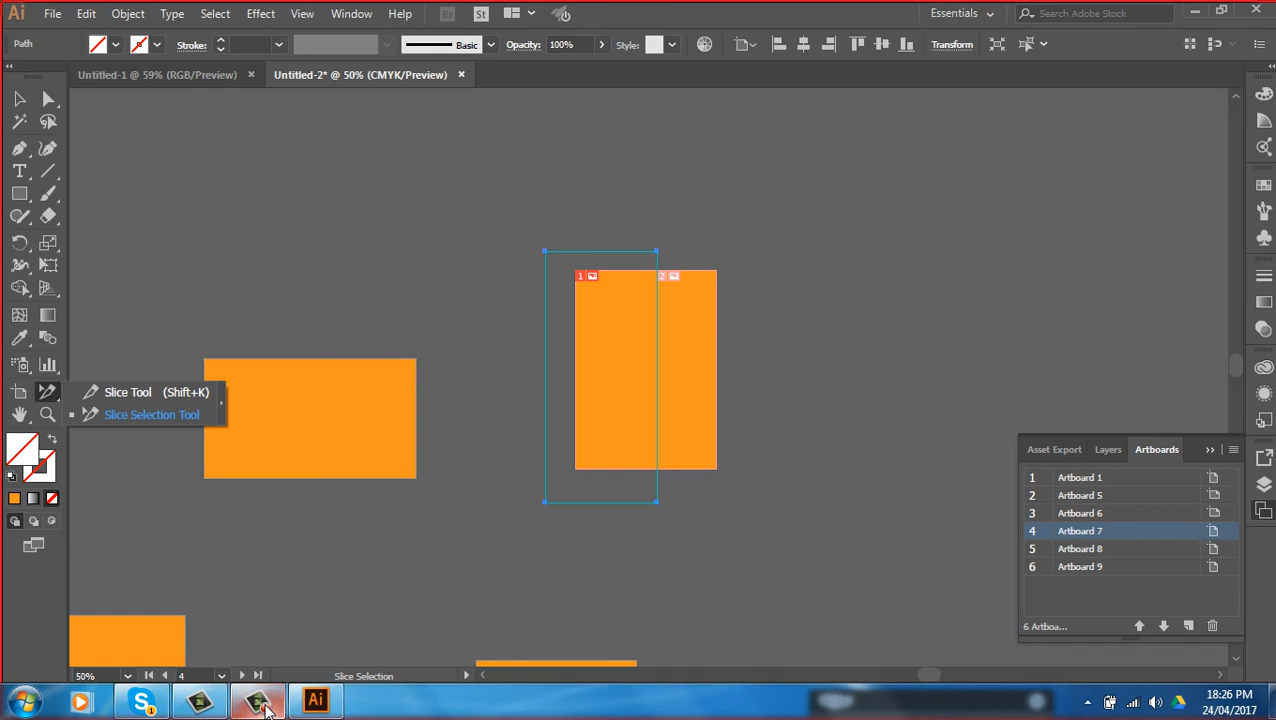 Ai File Edit Object Type Select Effect View Window Help Br St Essentials Search Adobe Stock
Path Stroke: Basic Opacity: 100% Style: Transform
Untitled-1 @ 59% (RGB/Preview) × Untitled-2* @ 50% (CMYK/Preview) ×
1 2
Slice Tool (Shift+K)
Slice Selection Tool
Asset Export Layers Artboards
1 Artboard 1
2 Artboard 5
3 Artboard 6
4 Artboard 7
5 Artboard 8
6 Artboard 9
6 Artboa...
50% 4 Slice Selection
S 1 Ai 18:26 PM
24/04/2017